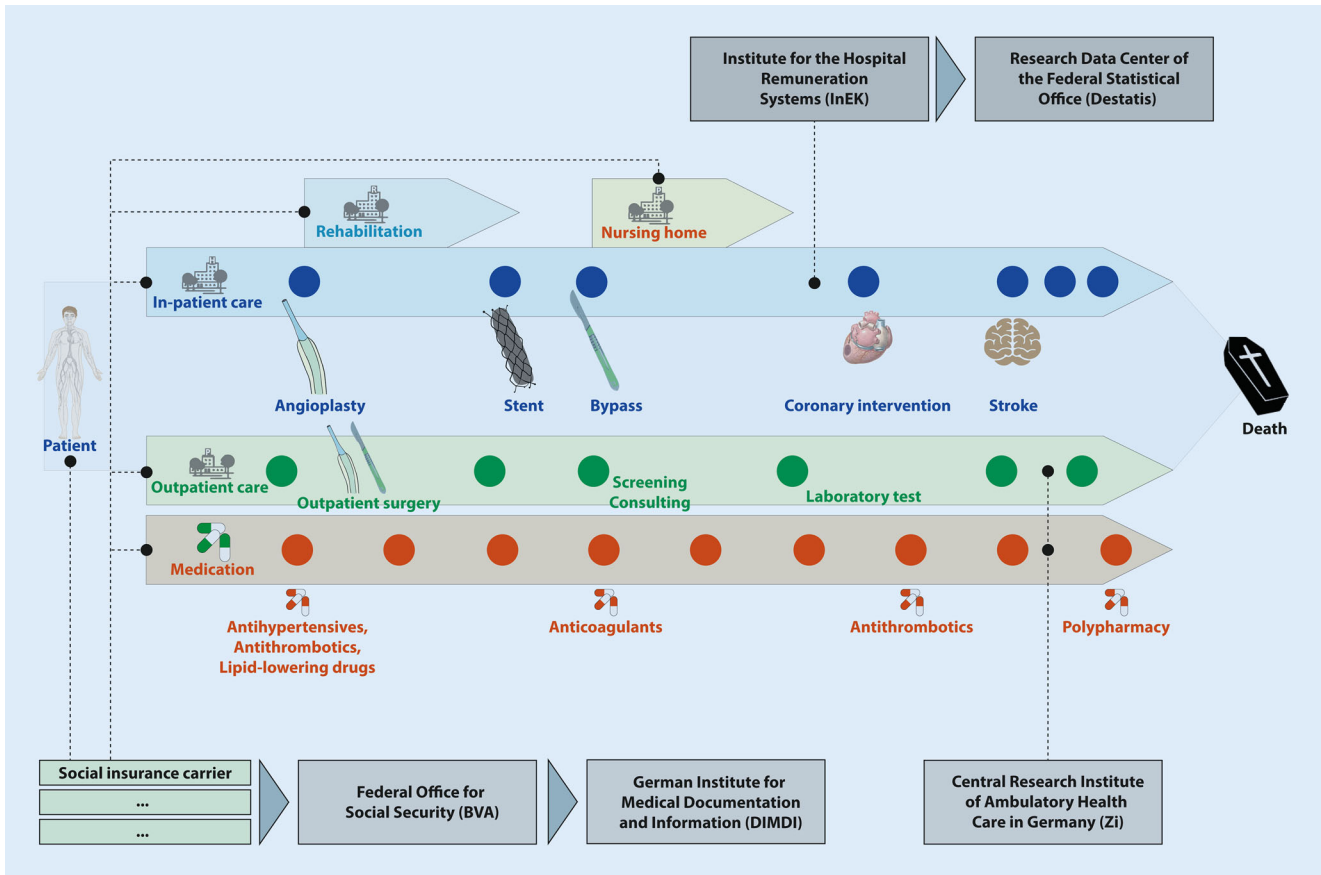 Institute for the Hospital
Remuneration
Systems (InEK)
Research Data Center of
the Federal Statistical
Office (Destatis)
Rehabilitation
Nursing home
In-patient care
Angioplasty
Stent
Bypass
Coronary intervention
Stroke
Patient
Death
Outpatient care
Outpatient surgery
Screening
Consulting
Laboratory test
Medication
Antihypertensives,
Antithrombotics,
Lipid-lowering drugs
Anticoagulants
Antithrombotics
Polypharmacy
Social insurance carrier
...
...
Federal Office for
Social Security (BVA)
German Institute for
Medical Documentation
and Information (DIMDI)
Central Research Institute
of Ambulatory Health
Care in Germany (Zi)